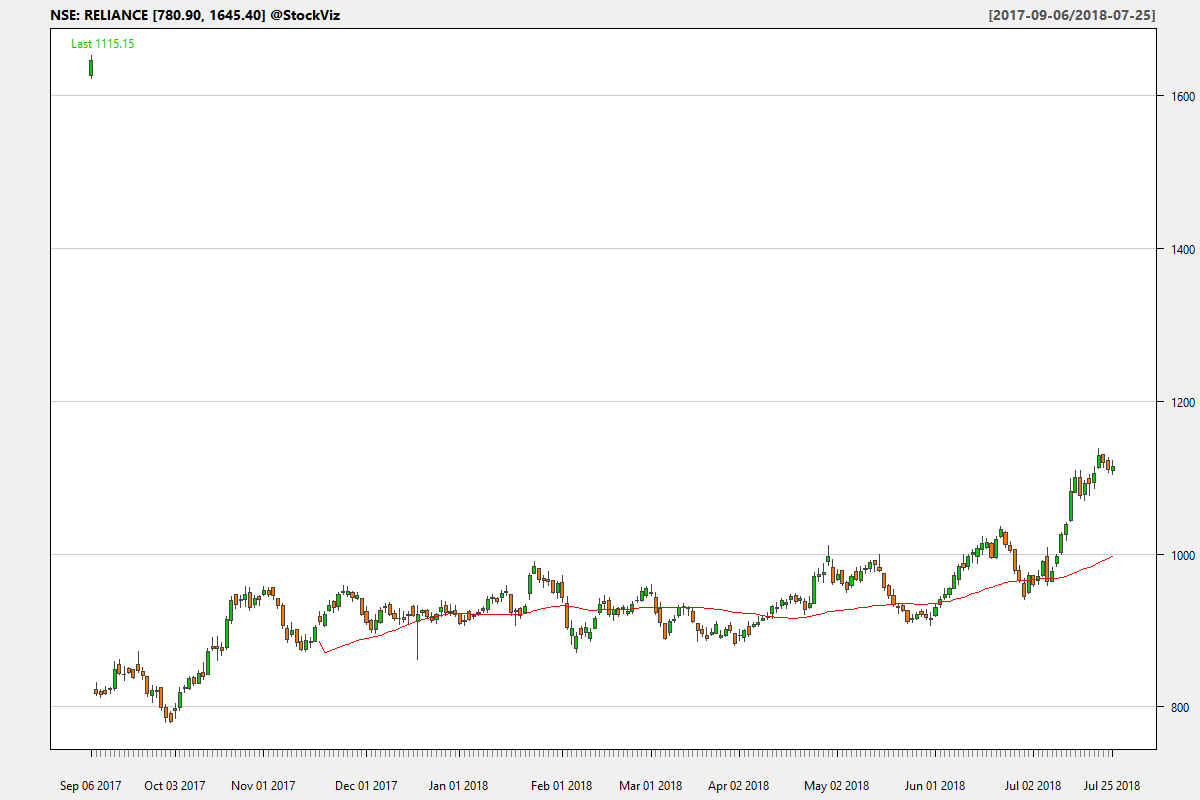 NSE: RELIANCE [780.90, 1645.40] @StockViz [2017-09-06/2018-07-25]
Last 1115.15
1600
1400
1200
1000
800
Sep 06 2017 Oct 03 2017 Nov 01 2017 Dec 01 2017 Jan 01 2018 Feb 01 2018 Mar 01 2018 Apr 02 2018 May 02 2018 Jun 01 2018 Jul 02 2018 Jul 25 2018